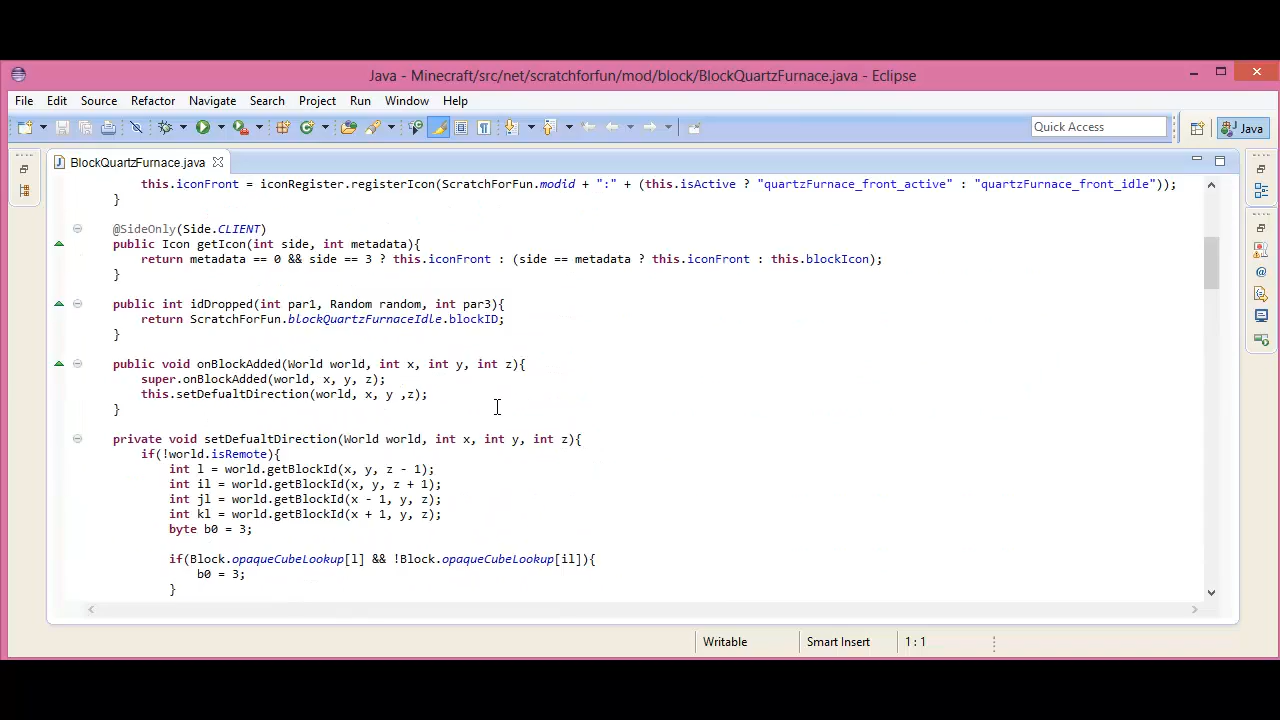 Java - Minecraft/src/net/scratchforfun/mod/block/BlockQuartzFurnace.java - Eclipse
File Edit Source Refactor Navigate Search Project Run Window Help
Quick Access
Java
BlockQuartzFurnace.java
this.iconFront = iconRegister.registerIcon(ScratchForFun.modid + ":" + (this.isActive ? "quartzFurnace_front_active" : "quartzFurnace_front_idle"));
}
@SideOnly(Side.CLIENT)
public Icon getIcon(int side, int metadata){
return metadata == 0 && side == 3 ? this.iconFront : (side == metadata ? this.iconFront : this.blockIcon);
}
public int idDropped(int par1, Random random, int par3){
return ScratchForFun.blockQuartzFurnaceIdle.blockID;
}
public void onBlockAdded(World world, int x, int y, int z){
super.onBlockAdded(world, x, y, z);
this.setDefualtDirection(world, x, y ,z);
}
private void setDefualtDirection(World world, int x, int y, int z){
if(!world.isRemote){
int l = world.getBlockId(x, y, z - 1);
int il = world.getBlockId(x, y, z + 1);
int jl = world.getBlockId(x - 1, y, z);
int kl = world.getBlockId(x + 1, y, z);
byte b0 = 3;
if(Block.opaqueCubeLookup[l] && !Block.opaqueCubeLookup[il]){
b0 = 3;
}
Writable Smart Insert 1 : 1